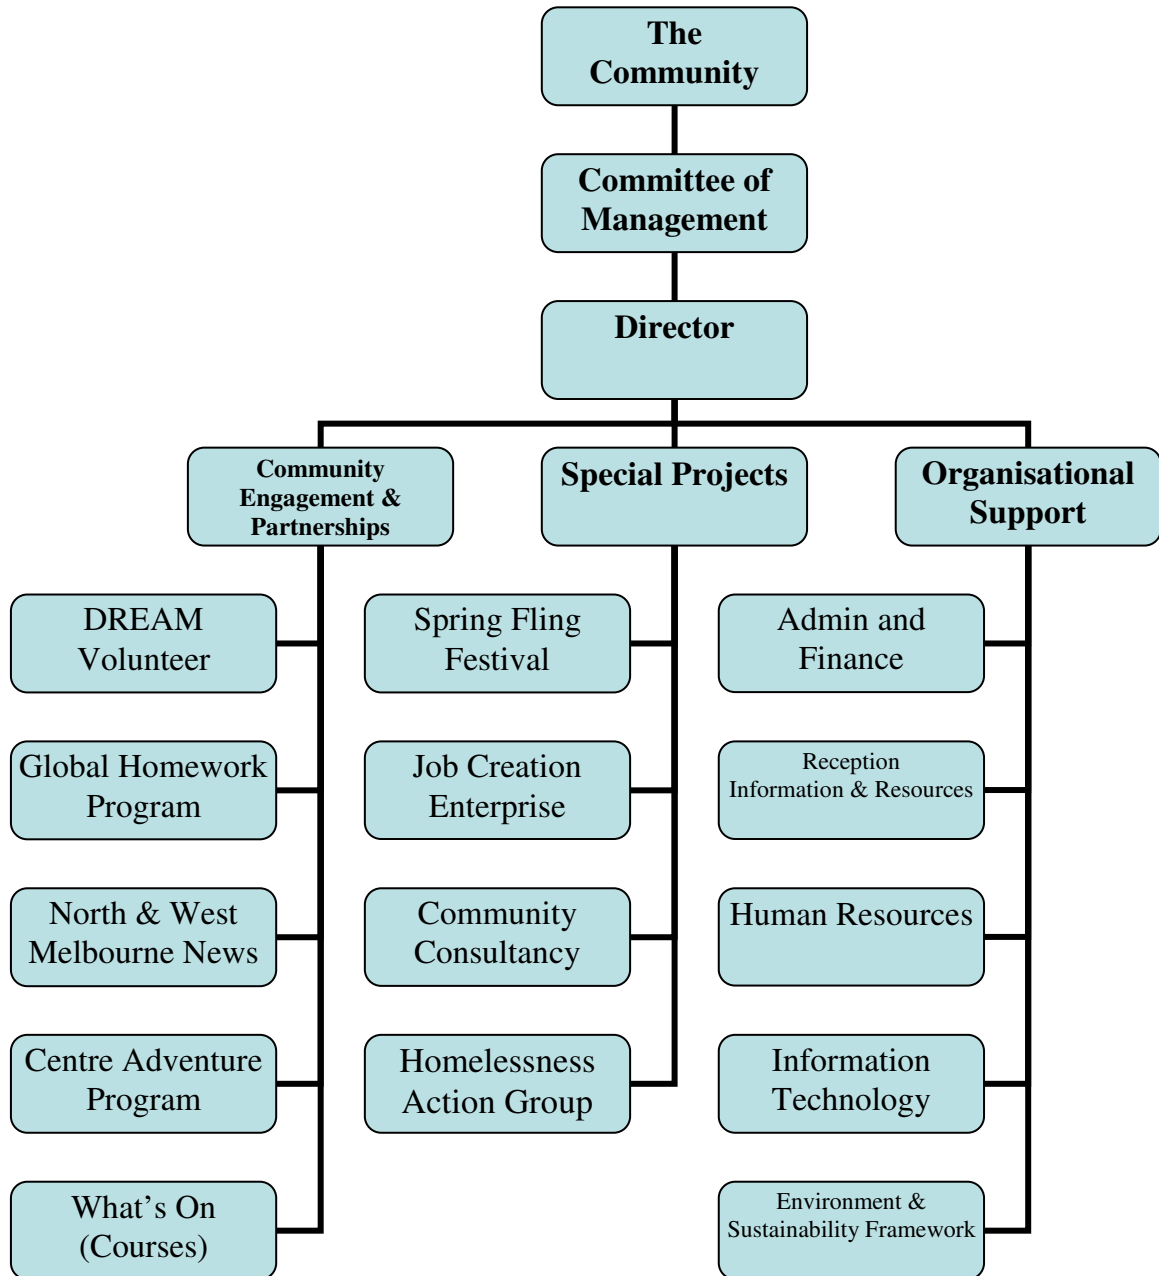 The
Community
Committee of
Management
Director
Community
Engagement &
Partnerships
Special Projects
Organisational
Support
DREAM
Volunteer
Spring Fling
Festival
Admin and
Finance
Global Homework
Program
Job Creation
Enterprise
Reception
Information & Resources
North & West
Melbourne News
Community
Consultancy
Human Resources
Centre Adventure
Program
Homelessness
Action Group
Information
Technology
What’s On
(Courses)
Environment &
Sustainability Framework